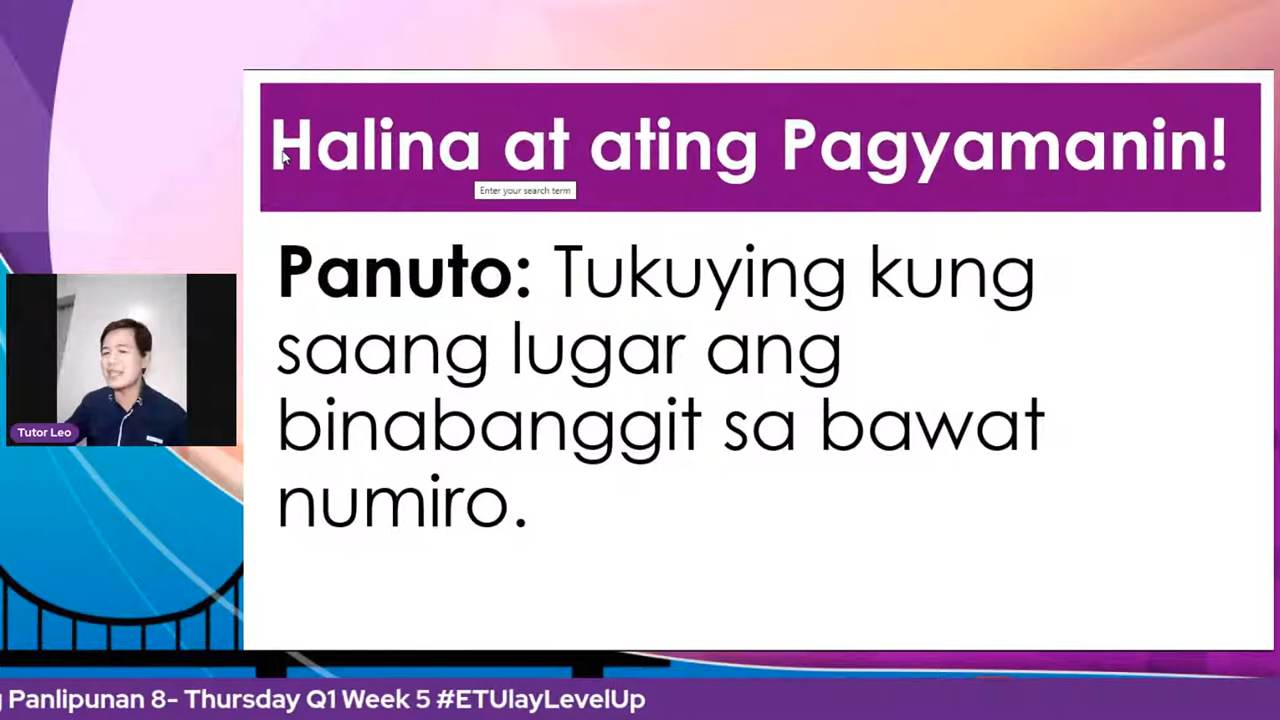 Halina at ating Pagyamanin!
Enter your search term
Panuto: Tukuying kung
saang lugar ang
binabanggit sa bawat
numiro.
Tutor Leo
Panlipunan 8- Thursday Q1 Week 5 #ETUlayLevelUp